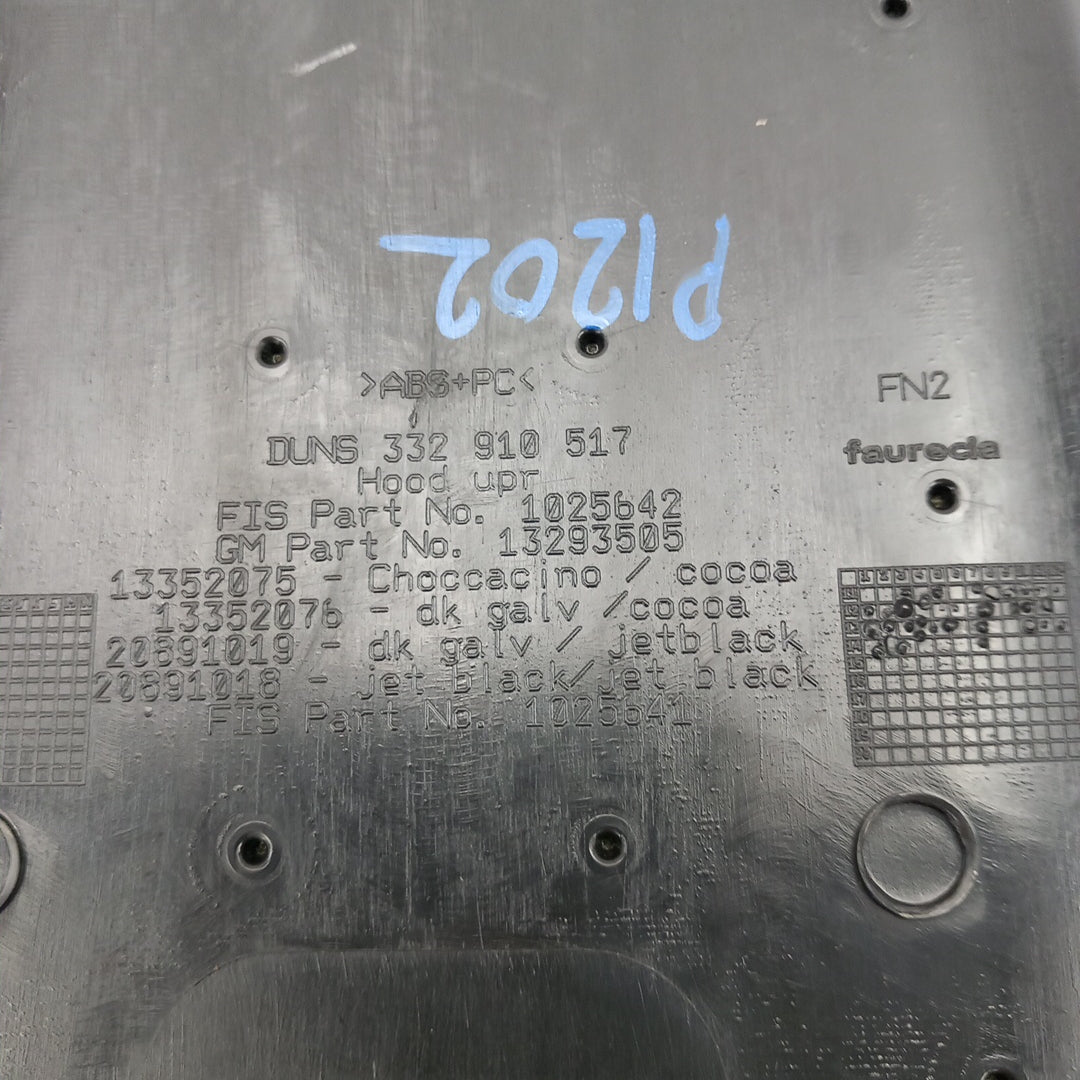 P1202
>ABS+PC<
FN2
DUNS 332 910 517
faurecia
Hood upr
FIS Part No. 1025642
GM Part No. 13293505
13352075 - Choccacino / cocoa
13352076 - dk galv /cocoa
20891019 - dk galv / jetblack
20891018 - jet black/jet black
FIS Part No. 1025641